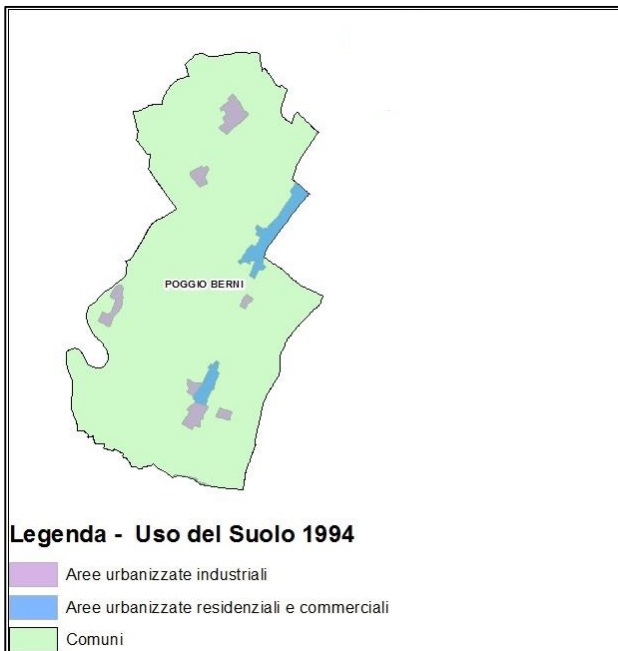 POGGIO BERNI
Legenda - Uso del Suolo 1994
Aree urbanizzate industriali
Aree urbanizzate residenziali e commerciali
Comuni